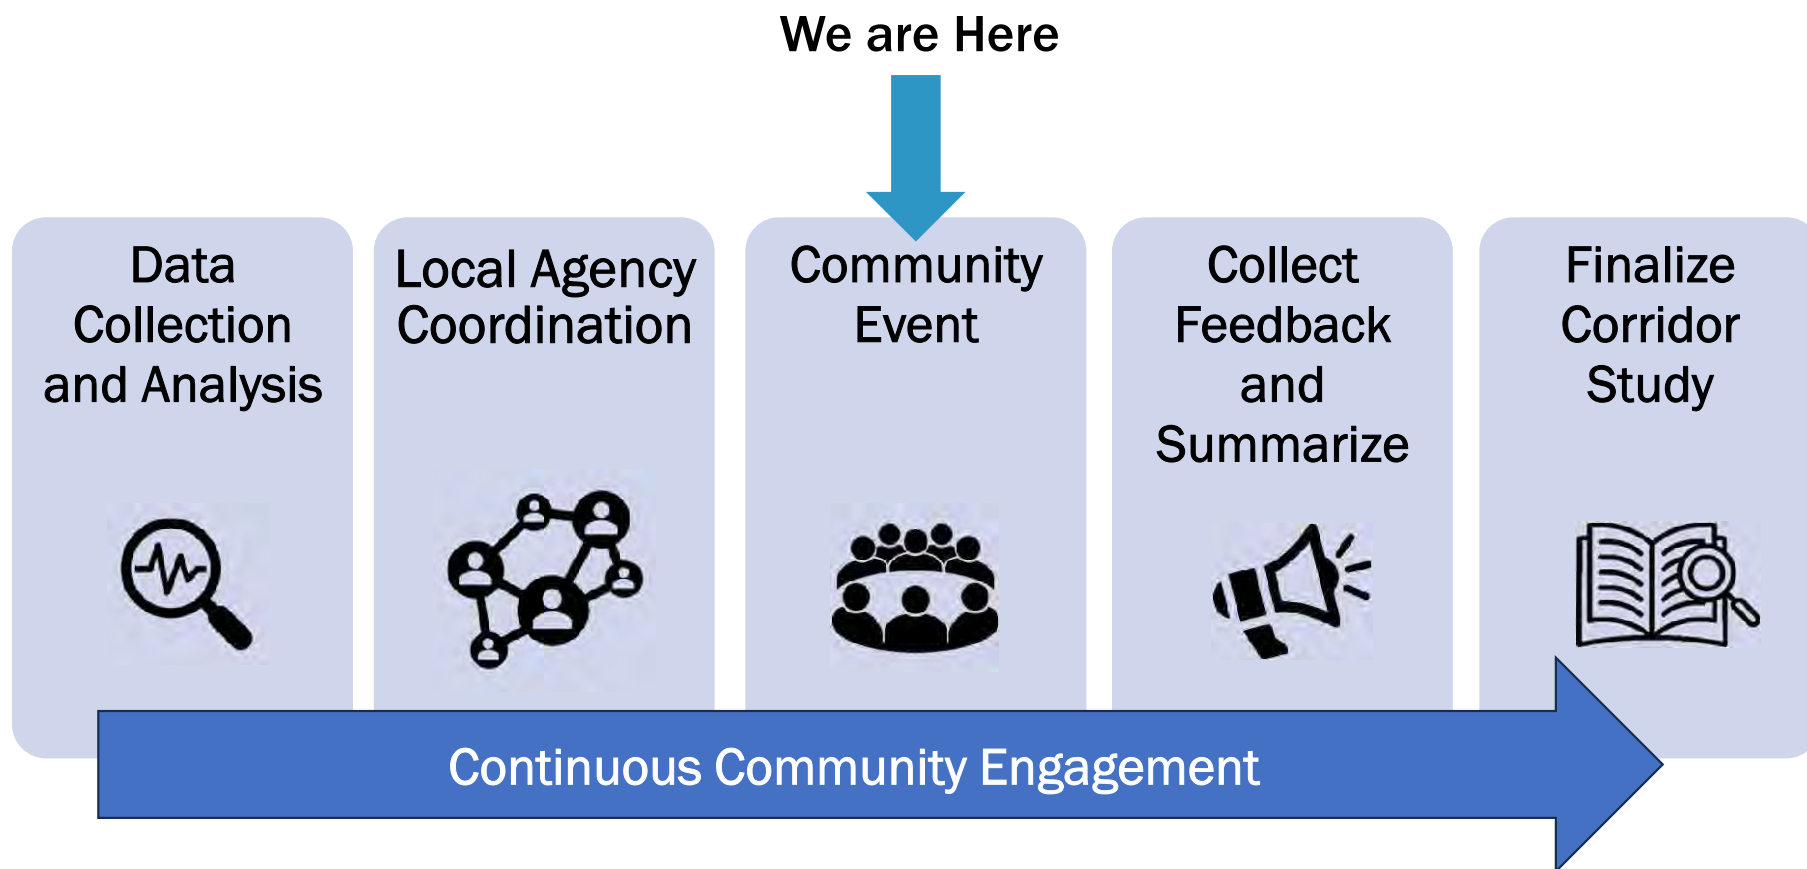 We are Here
Data
Collection
and Analysis
Local Agency
Coordination
Community
Event
Collect
Feedback
and
Summarize
Finalize
Corridor
Study
Continuous Community Engagement